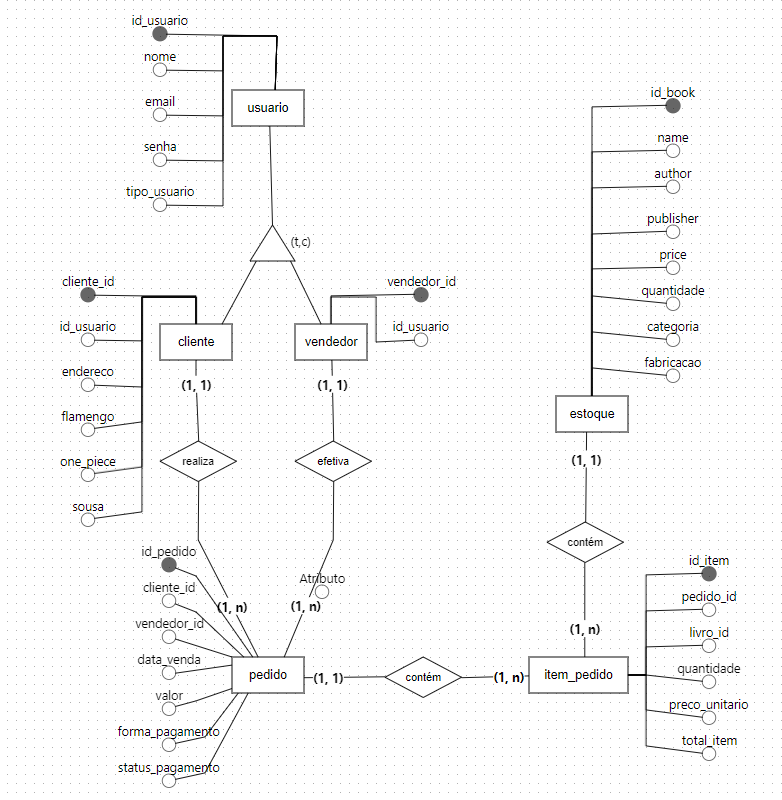 id_usuario
nome
email
senha
tipo_usuario
usuario
(t,c)
cliente_id
id_usuario
endereco
flamengo
one_piece
sousa
cliente
vendedor_id
id_usuario
vendedor
(1, 1)
(1, 1)
realiza
efetiva
(1, n)
(1, n)
Atributo
id_pedido
cliente_id
vendedor_id
data_venda
valor
forma_pagamento
status_pagamento
pedido
(1, 1)
contém
(1, n)
item_pedido
id_book
name
author
publisher
price
quantidade
categoria
fabricacao
estoque
(1, 1)
contém
(1, n)
id_item
pedido_id
livro_id
quantidade
preco_unitario
total_item